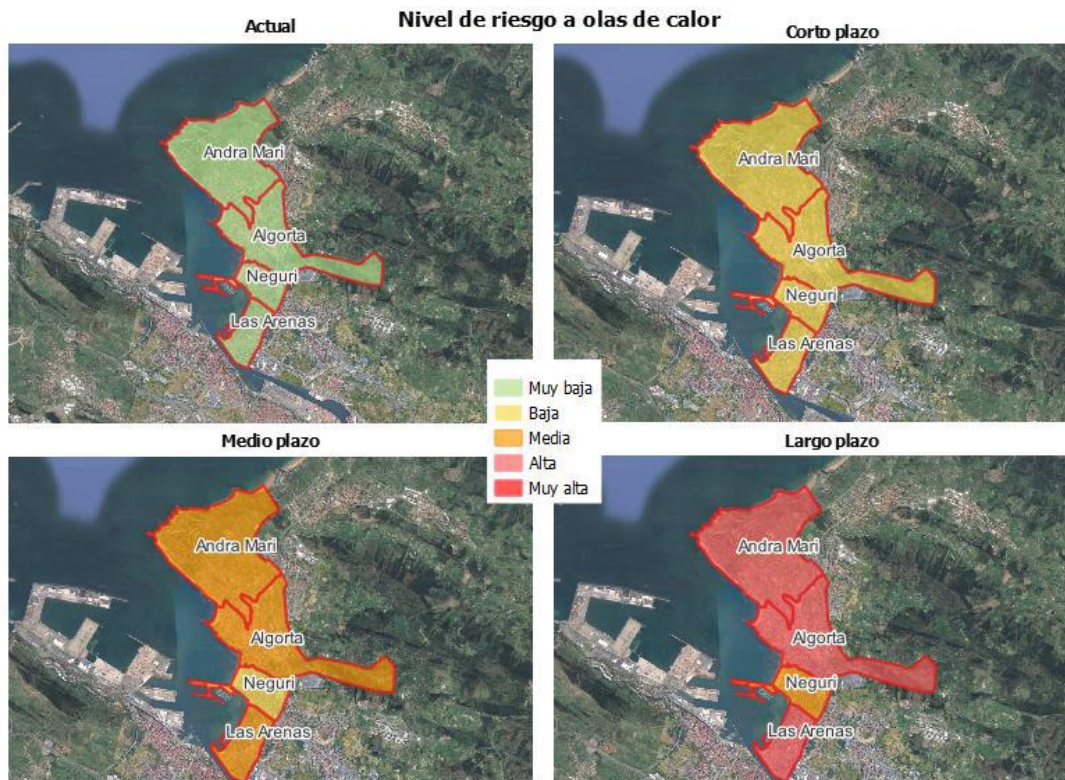 Nivel de riesgo a olas de calor
Actual
Corto plazo
Andra Mari
Algorta
Neguri
Las Arenas
Andra Mari
Algorta
Neguri
Las Arenas
Muy baja
Baja
Media
Alta
Muy alta
Medio plazo
Largo plazo
Andra Mari
Algorta
Neguri
Las Arenas
Andra Mari
Algorta
Neguri
Las Arenas